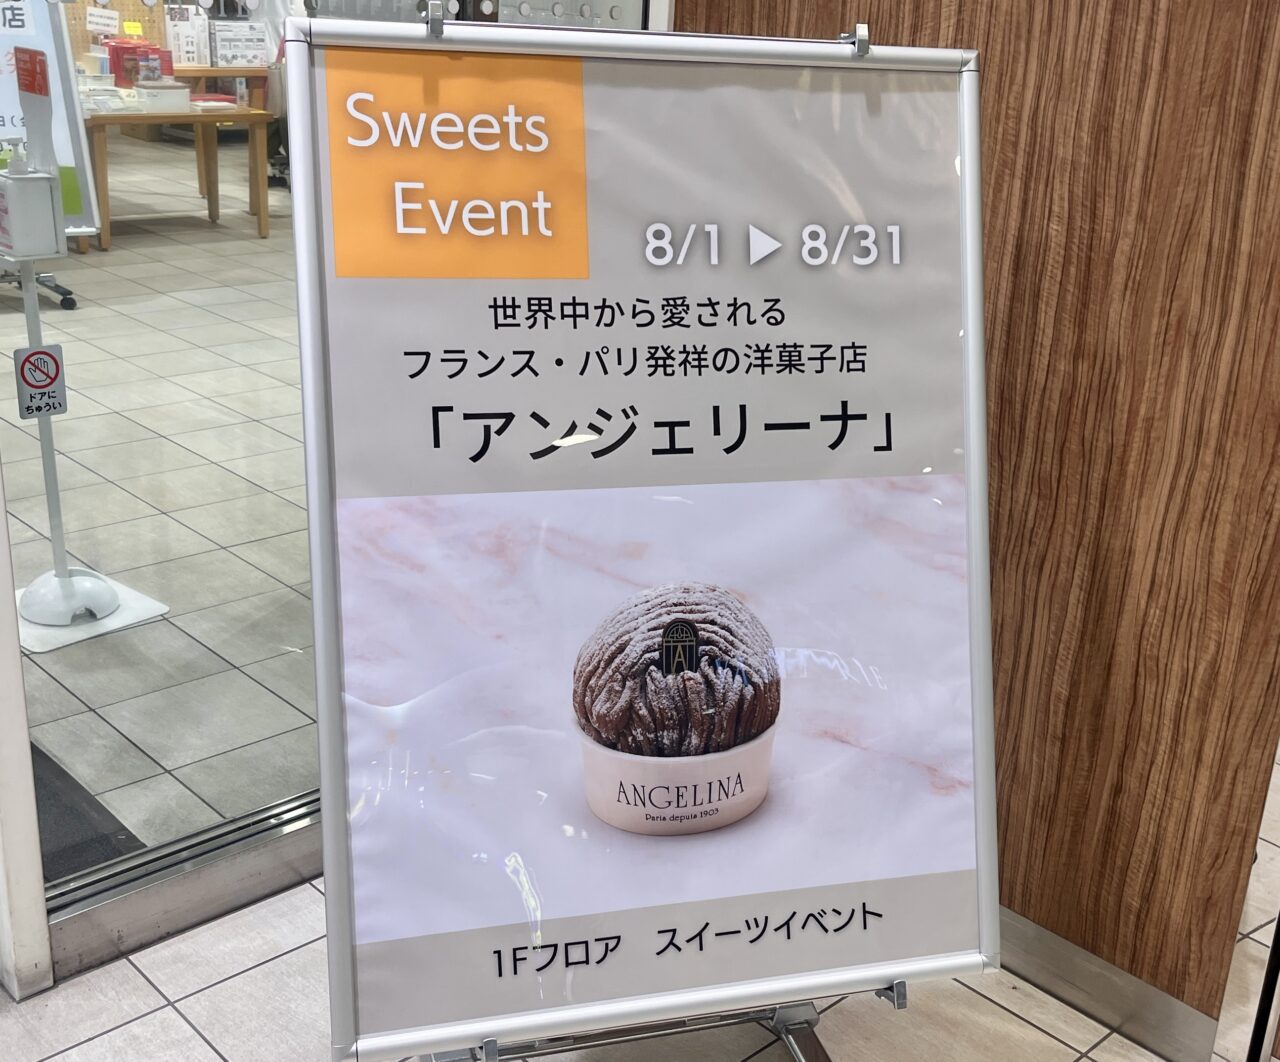 Sweets
Event
8/1 ▶ 8/31
世界中から愛される
フランス・パリ発祥の洋菓子店
「アンジェリーナ」
A
ANGELINA
Paris depuis 1903
1Fフロア　スイーツイベント
店
ドアに
ちゅうい